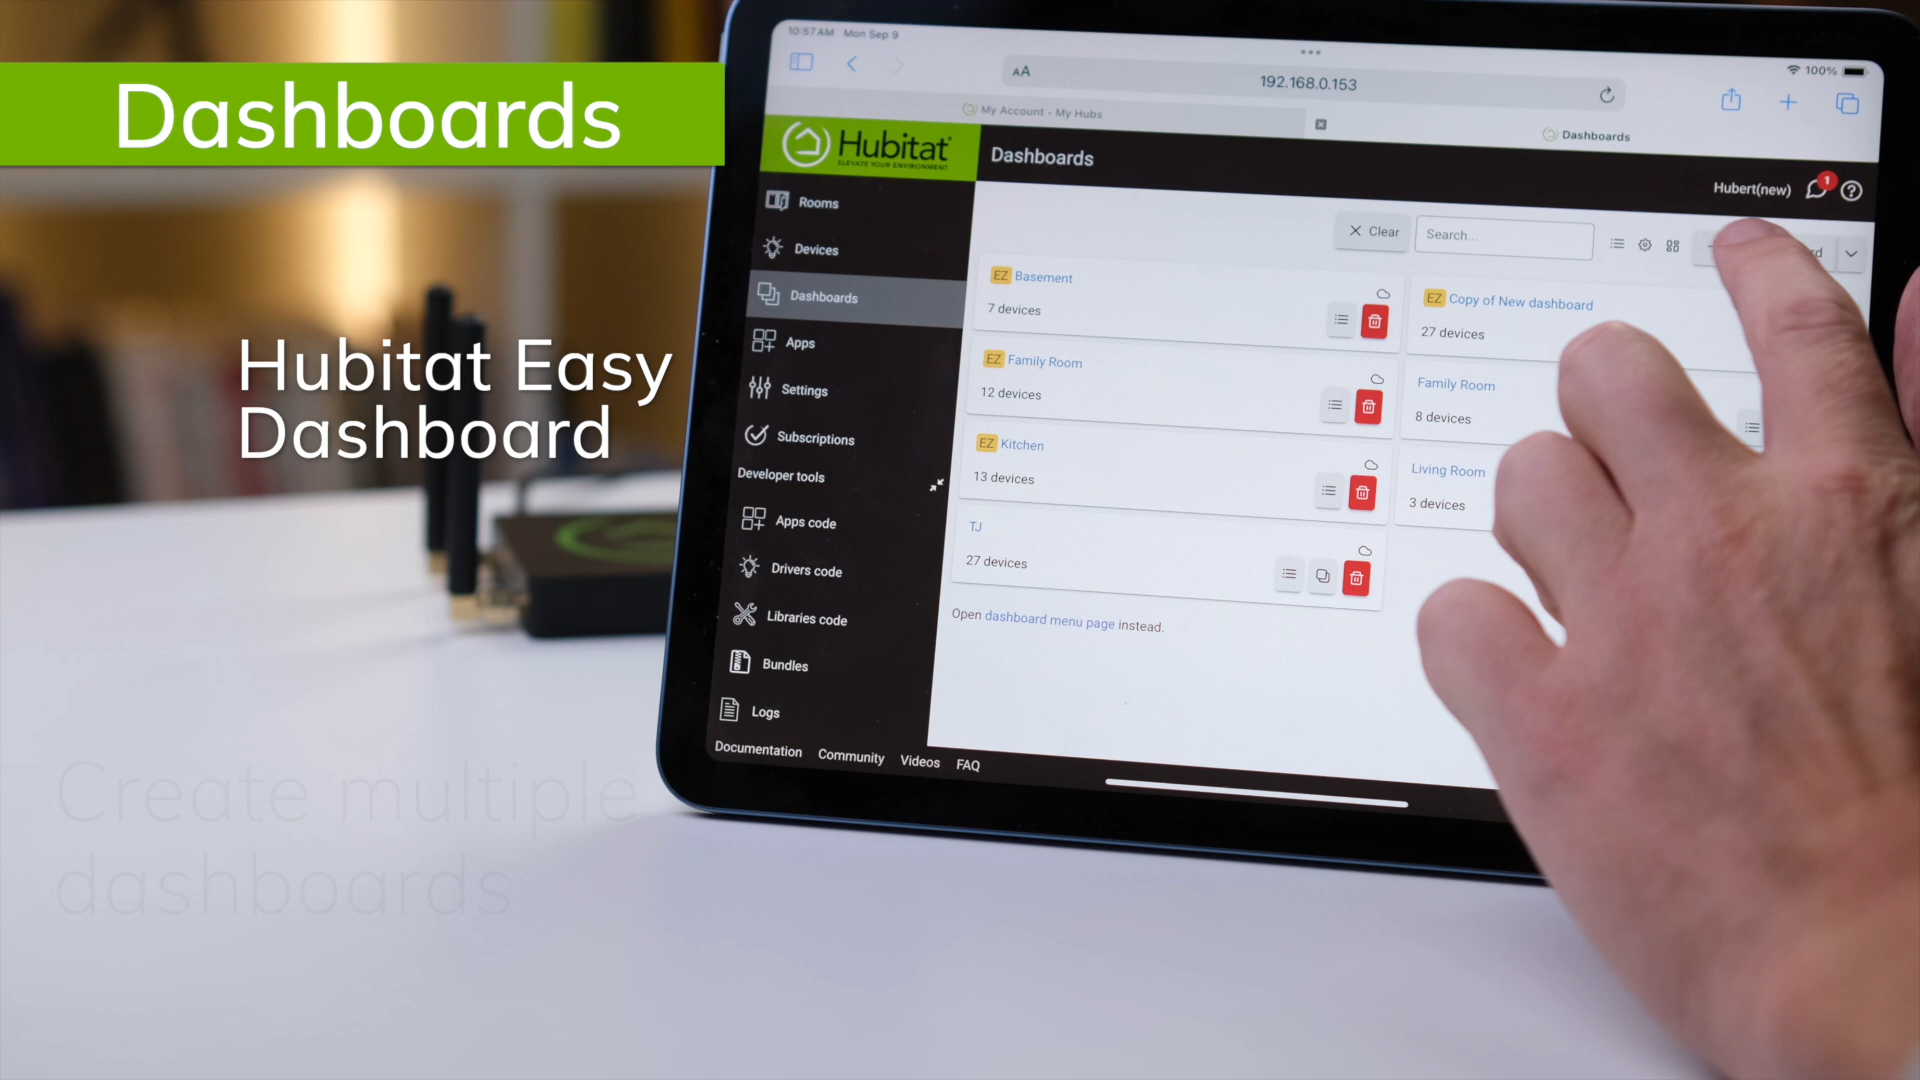 Dashboards
Hubitat Easy
Dashboard
Create multiple
dashboards
10:57 AM Mon Sep 9
100%
AA
192.168.0.153
My Account - My Hubs
Dashboards
Hubitat
ELEVATE YOUR ENVIRONMENT
Dashboards
Hubert(new)
1
Rooms
Devices
Dashboards
Apps
Settings
Subscriptions
Developer tools
Apps code
Drivers code
Libraries code
Bundles
Logs
Documentation Community Videos FAQ
Clear
Search...
EZ Basement
7 devices
EZ Copy of New dashboard
27 devices
EZ Family Room
12 devices
Family Room
8 devices
EZ Kitchen
13 devices
Living Room
3 devices
TJ
27 devices
Open dashboard menu page instead.